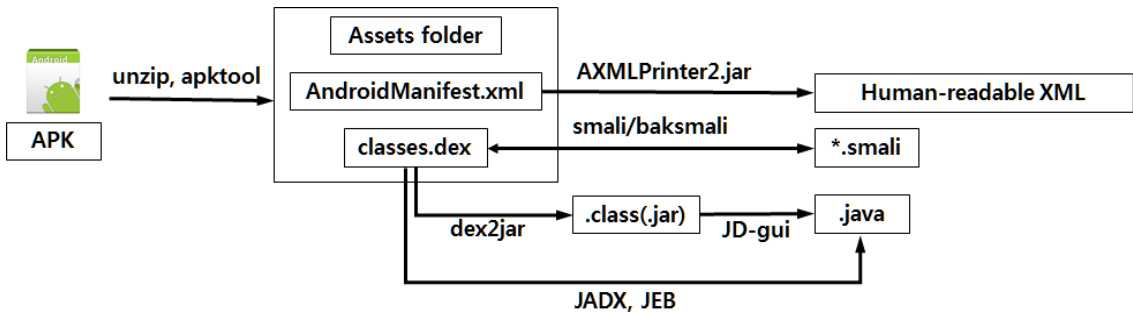 Android
APK
unzip, apktool
Assets folder
AndroidManifest.xml
classes.dex
AXMLPrinter2.jar
Human-readable XML
smali/baksmali
*.smali
dex2jar
.class(.jar)
JD-gui
.java
JADX, JEB